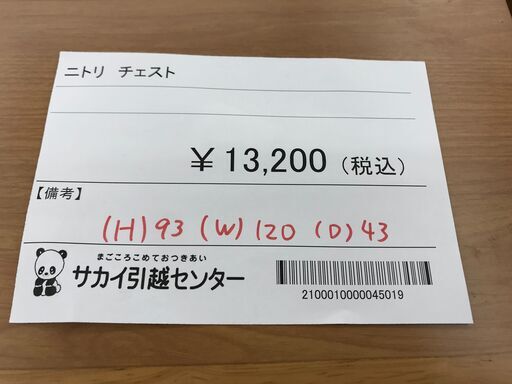 ニトリ チェスト
￥13,200（税込）
【備考】
(H)93 (W)120 (D)43
まごころこめておつきあい
サカイ引越センター
2100010000045019